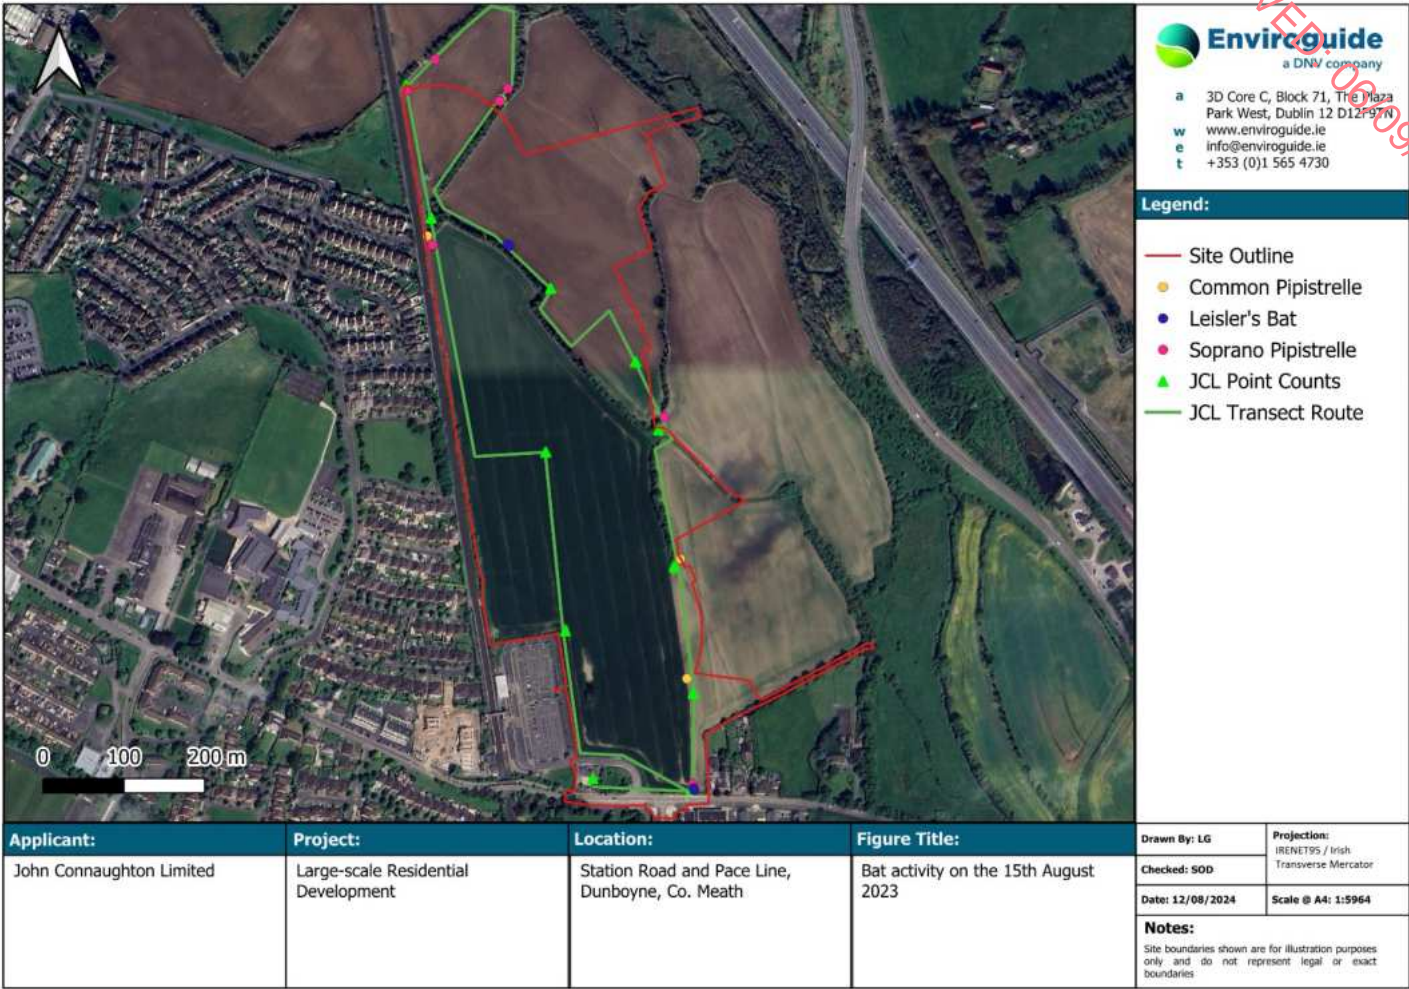 Enviroguide
a DNV company
a 3D Core C, Block 71, The Plaza
Park West, Dublin 12 D12F9TN
w www.enviroguide.ie
e info@enviroguide.ie
t +353 (0)1 565 4730
Legend:
Site Outline
Common Pipistrelle
Leisler's Bat
Soprano Pipistrelle
JCL Point Counts
JCL Transect Route
0 100 200 m
Applicant:
John Connaughton Limited
Project:
Large-scale Residential
Development
Location:
Station Road and Pace Line,
Dunboyne, Co. Meath
Figure Title:
Bat activity on the 15th August
2023
Drawn By: LG
Checked: SOD
Date: 12/08/2024
Projection:
IRENET95 / Irish
Transverse Mercator
Scale @ A4: 1:5964
Notes:
Site boundaries shown are for illustration purposes
only and do not represent legal or exact
boundaries